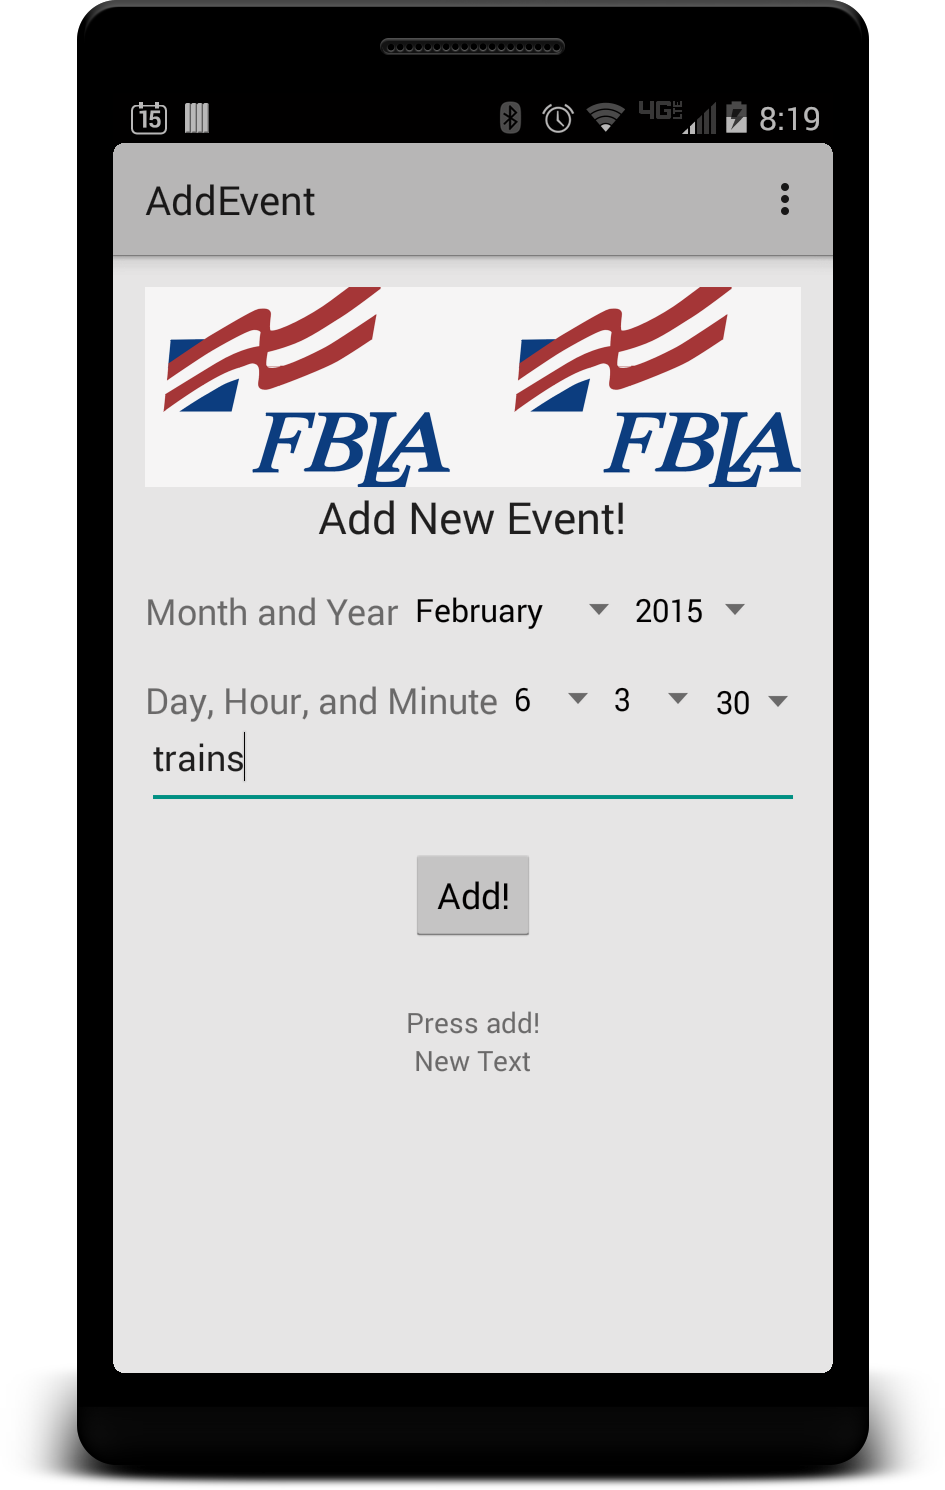 15 4G LTE 8:19
AddEvent
FBLA FBLA
Add New Event!
Month and Year February 2015
Day, Hour, and Minute 6 3 30
trains
Add!
Press add!
New Text